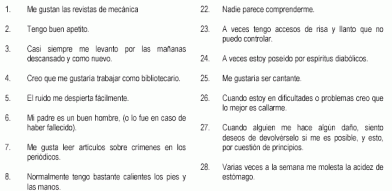 1. Me gustan las revistas de mecánica
2. Tengo buen apetito.
3. Casi siempre me levanto por las mañanas
descansado y como nuevo.
4. Creo que me gustaría trabajar como bibliotecario.
5. El ruido me despierta fácilmente.
6. Mi padre es un buen hombre, (o lo fue en caso de
haber fallecido).
7. Me gusta leer artículos sobre crímenes en los
periódicos.
8. Normalmente tengo bastante calientes los pies y
las manos.
22. Nadie parece comprenderme.
23. A veces tengo accesos de risa y llanto que no
puedo controlar.
24. A veces estoy poseído por espíritus diabólicos.
25. Me gustaría ser cantante.
26. Cuando estoy en dificultades o problemas creo que
lo mejor es callarme.
27. Cuando alguien me hace algún daño, siento
deseos de devolvérselo si me es posible, y esto,
por cuestión de principios.
28. Varias veces a la semana me molesta la acidez de
estómago.